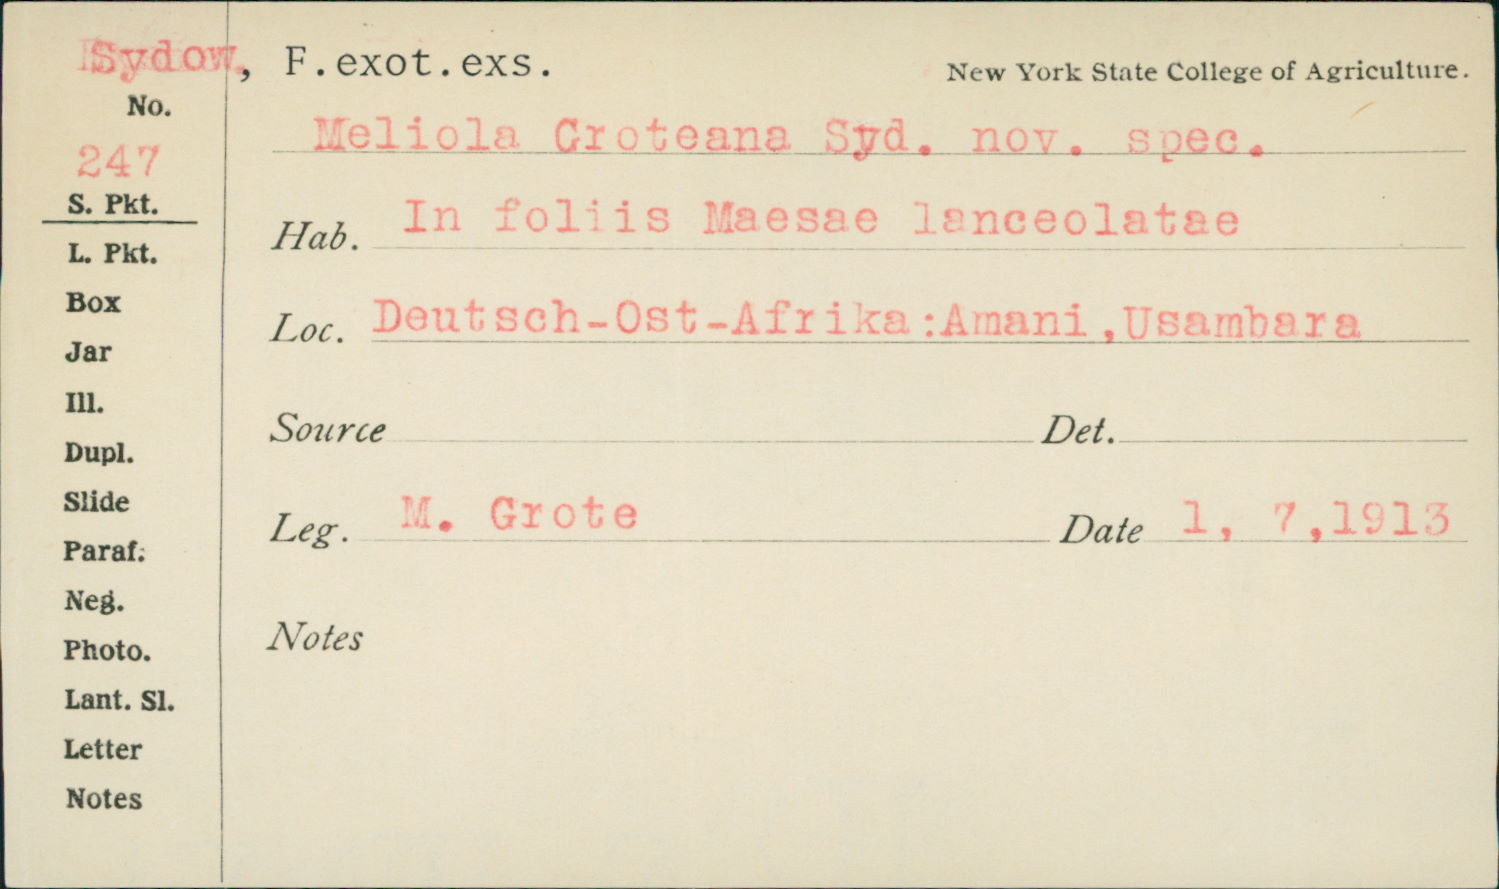 Sydow, F.exot.exs.
New York State College of Agriculture.
No.
247
S. Pkt.
L. Pkt.
Box
Jar
Ill.
Dupl.
Slide
Paraf.
Neg.
Photo.
Lant. Sl.
Letter
Notes
Meliola Groteana Syd. nov. spec.
Hab. In foliis Maesae lanceolatae
Loc. Deutsch-Ost-Afrika:Amani,Usambara
Source Det.
Leg. M. Grote Date 1, 7,1913
Notes